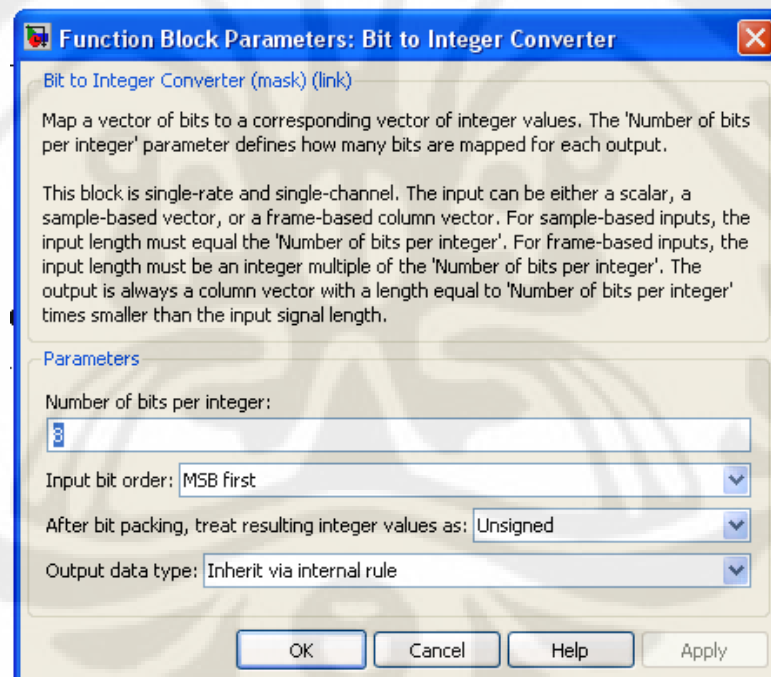 Function Block Parameters: Bit to Integer Converter
Bit to Integer Converter (mask) (link)
Map a vector of bits to a corresponding vector of integer values. The 'Number of bits
per integer' parameter defines how many bits are mapped for each output.
This block is single-rate and single-channel. The input can be either a scalar, a
sample-based vector, or a frame-based column vector. For sample-based inputs, the
input length must equal the 'Number of bits per integer'. For frame-based inputs, the
input length must be an integer multiple of the 'Number of bits per integer'. The
output is always a column vector with a length equal to 'Number of bits per integer'
times smaller than the input signal length.
Parameters
Number of bits per integer:
8
Input bit order: MSB first
After bit packing, treat resulting integer values as: Unsigned
Output data type: Inherit via internal rule
OK Cancel Help Apply